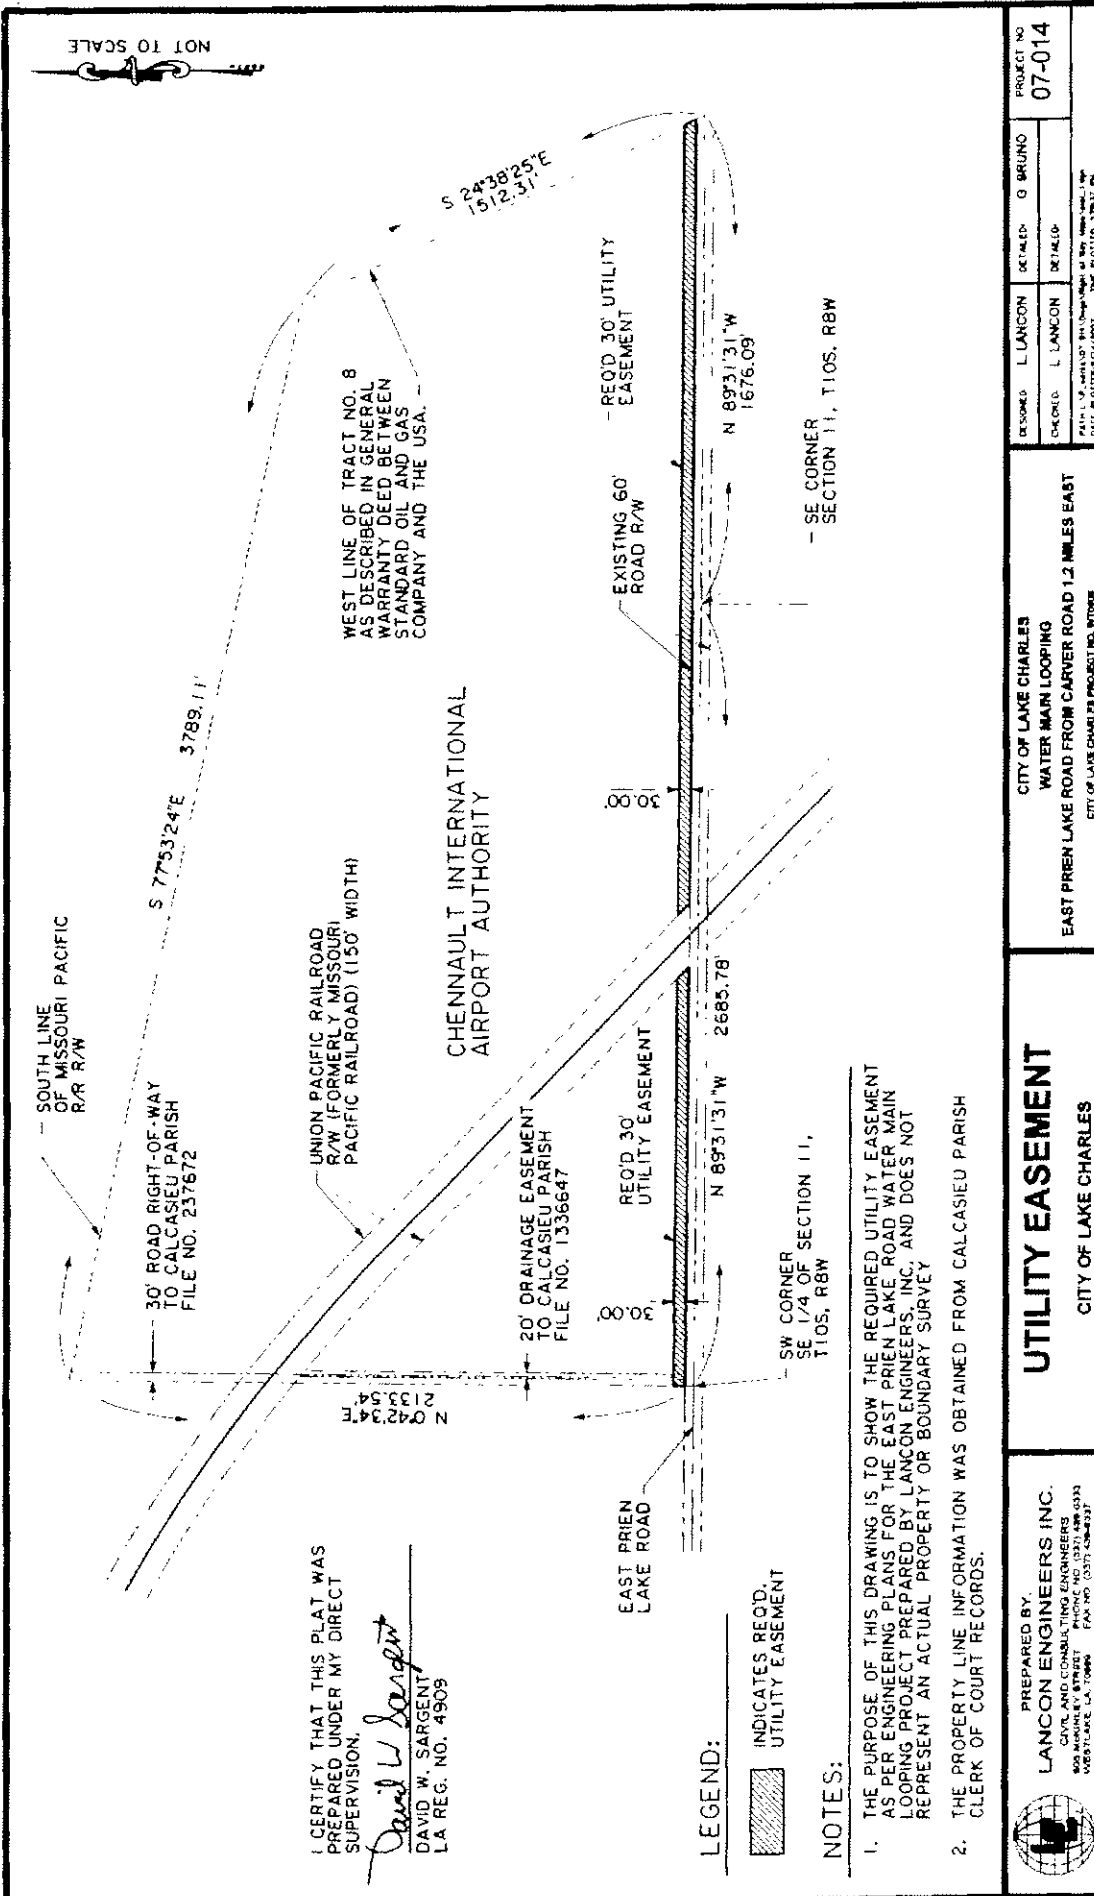 NOT TO SCALE
SOUTH LINE
OF MISSOURI PACIFIC
R/R R/W
30' ROAD RIGHT-OF-WAY
TO CALCASIEU PARISH
FILE NO. 237672
S 77°53'24"E 3789.11'
S 24°38'25"E
1512.31'
WEST LINE OF TRACT NO. 8
AS DESCRIBED IN GENERAL
WARRANTY DEED BETWEEN
STANDARD OIL AND GAS
COMPANY AND THE USA.
UNION PACIFIC RAILROAD
R/W (FORMERLY MISSOURI
PACIFIC RAILROAD) (150' WIDTH)
CHENNAULT INTERNATIONAL
AIRPORT AUTHORITY
N 0°42'34"E
2133.54'
20' DRAINAGE EASEMENT
TO CALCASIEU PARISH
FILE NO. 1336647
REQ'D 30'
UTILITY EASEMENT
30.00'
30.00'
EXISTING 60'
ROAD R/W
REQ'D 30' UTILITY
EASEMENT
N 89°31'31"W 2685.78'
N 89°31'31"W
1676.09'
EAST PRIEN
LAKE ROAD
SW CORNER
SE 1/4 OF SECTION 11,
T10S, R8W
SE CORNER
SECTION 11, T10S, R8W
I CERTIFY THAT THIS PLAT WAS
PREPARED UNDER MY DIRECT
SUPERVISION.
David W Sargent
DAVID W. SARGENT
LA REG. NO. 4909
LEGEND:
INDICATES REQ'D.
UTILITY EASEMENT
NOTES:
1. THE PURPOSE OF THIS DRAWING IS TO SHOW THE REQUIRED UTILITY EASEMENT
AS PER ENGINEERING PLANS FOR THE EAST PRIEN LAKE ROAD WATER MAIN
LOOPING PROJECT PREPARED BY LANCON ENGINEERS, INC, AND DOES NOT
REPRESENT AN ACTUAL PROPERTY OR BOUNDARY SURVEY
2. THE PROPERTY LINE INFORMATION WAS OBTAINED FROM CALCASIEU PARISH
CLERK OF COURT RECORDS.
PREPARED BY.
LANCON ENGINEERS INC.
CIVIL AND CONSULTING ENGINEERS
UTILITY EASEMENT
CITY OF LAKE CHARLES
CITY OF LAKE CHARLES
WATER MAIN LOOPING
EAST PRIEN LAKE ROAD FROM CARVER ROAD 1.2 MILES EAST
DESIGNED L LANCON DETAILED G BRUNO
CHECKED L LANCON DETAILED
PROJECT NO
07-014